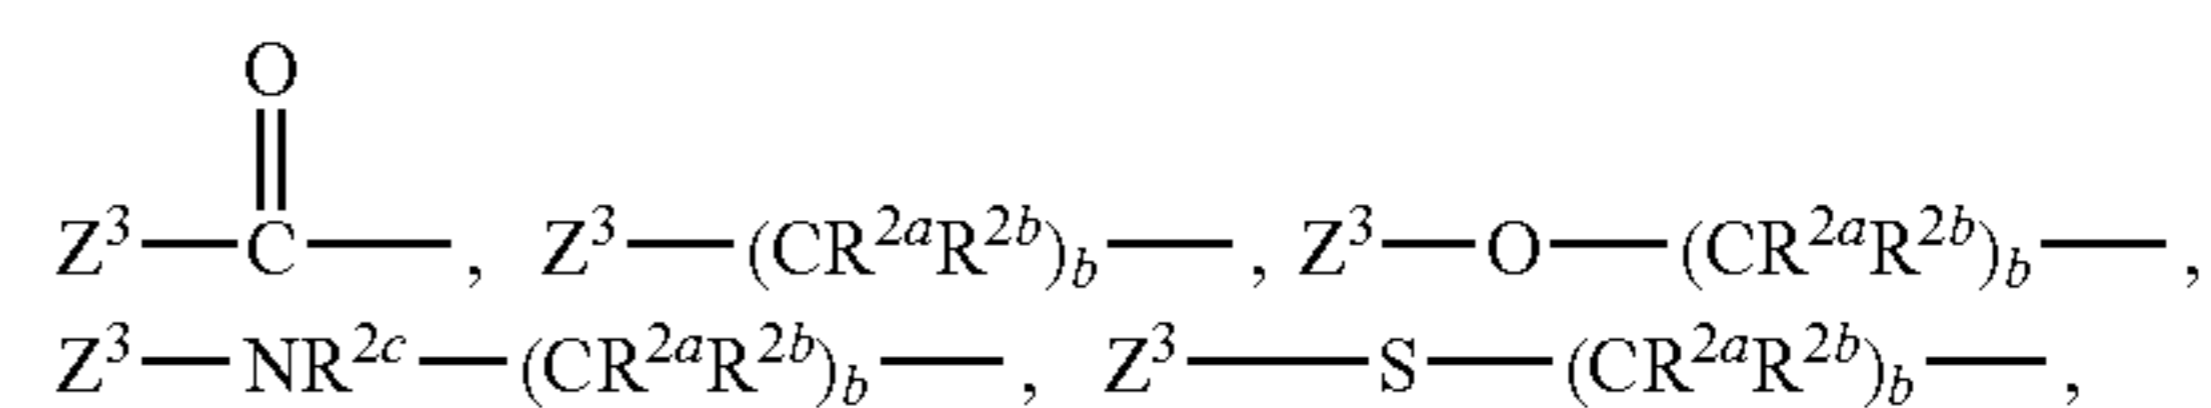 O
Z³—C—, Z³—(CR²ᵃR²ᵇ)b—, Z³—O—(CR²ᵃR²ᵇ)b—,
Z³—NR²ᶜ—(CR²ᵃR²ᵇ)b—, Z³—S—(CR²ᵃR²ᵇ)b—,